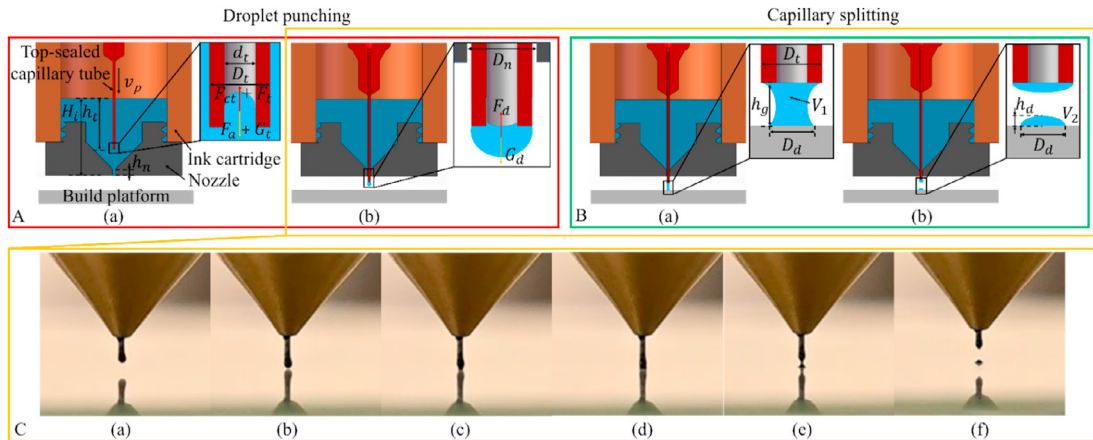 Droplet punching
Capillary splitting
Top-sealed
capillary tube
v_p
H_i h_t
h_n
d_t
D_t
F_ct + F_t
F_a + G_t
Ink cartridge
Nozzle
Build platform
A
(a)
D_n
F_d
G_d
(b)
D_t
h_g
V_1
D_d
B
(a)
h_d
V_2
D_d
(b)
C
(a)
(b)
(c)
(d)
(e)
(f)